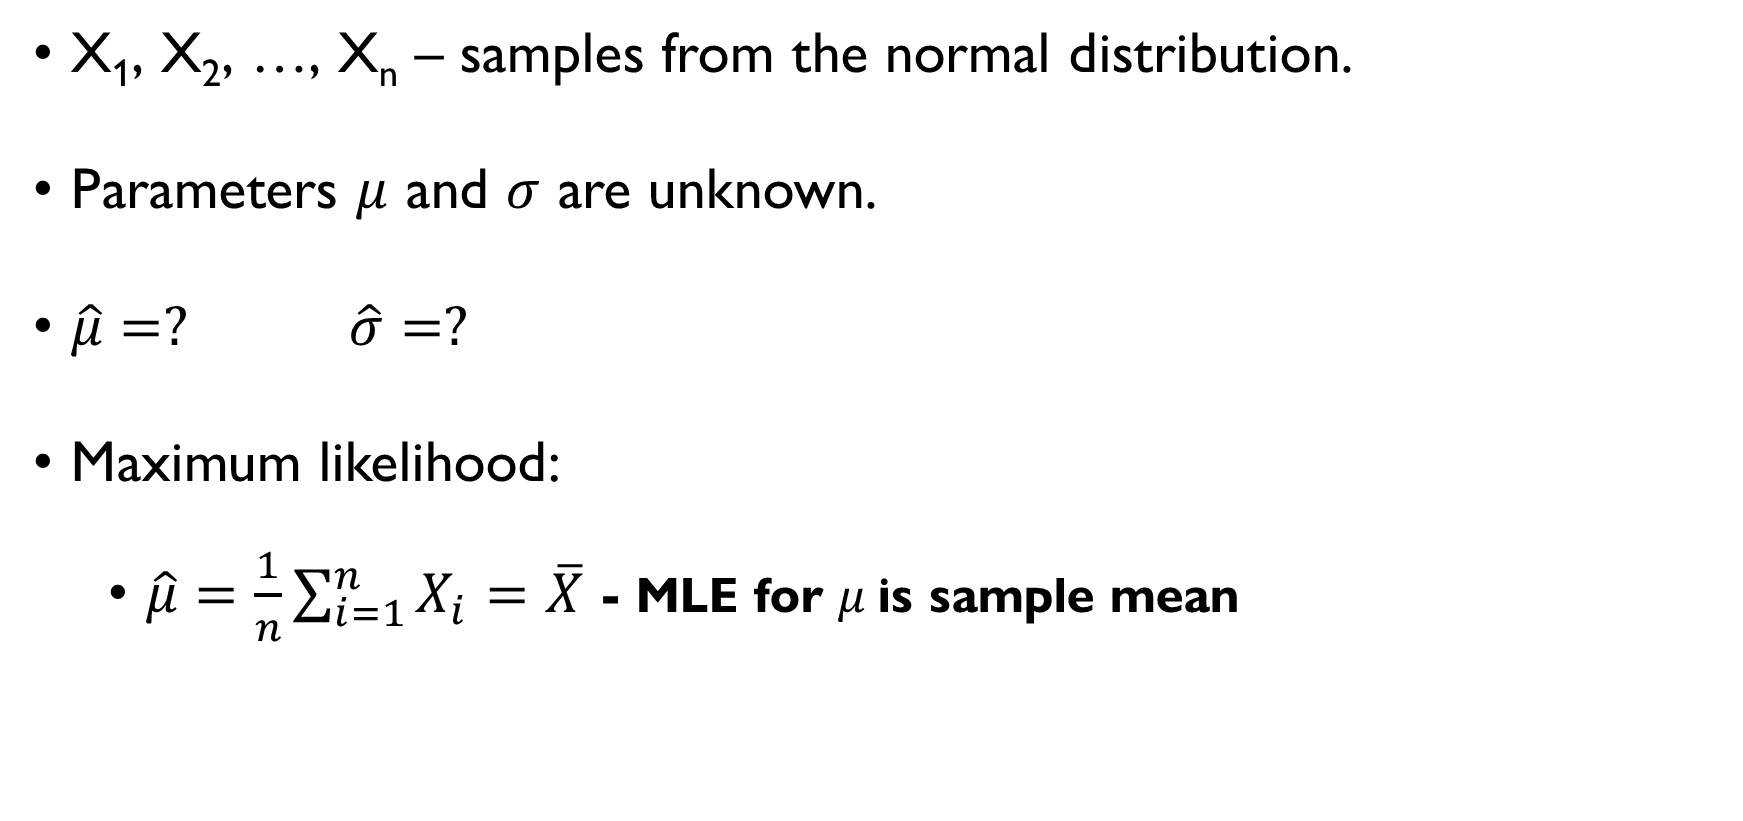 • X₁, X₂, …, Xₙ – samples from the normal distribution.
• Parameters 𝜇 and 𝜎 are unknown.
• 𝜇̂ =? 𝜎̂ =?
• Maximum likelihood:
• 𝜇̂ = 1/n ∑ⁿᵢ₌₁ Xᵢ = X̄ - MLE for 𝜇 is sample mean